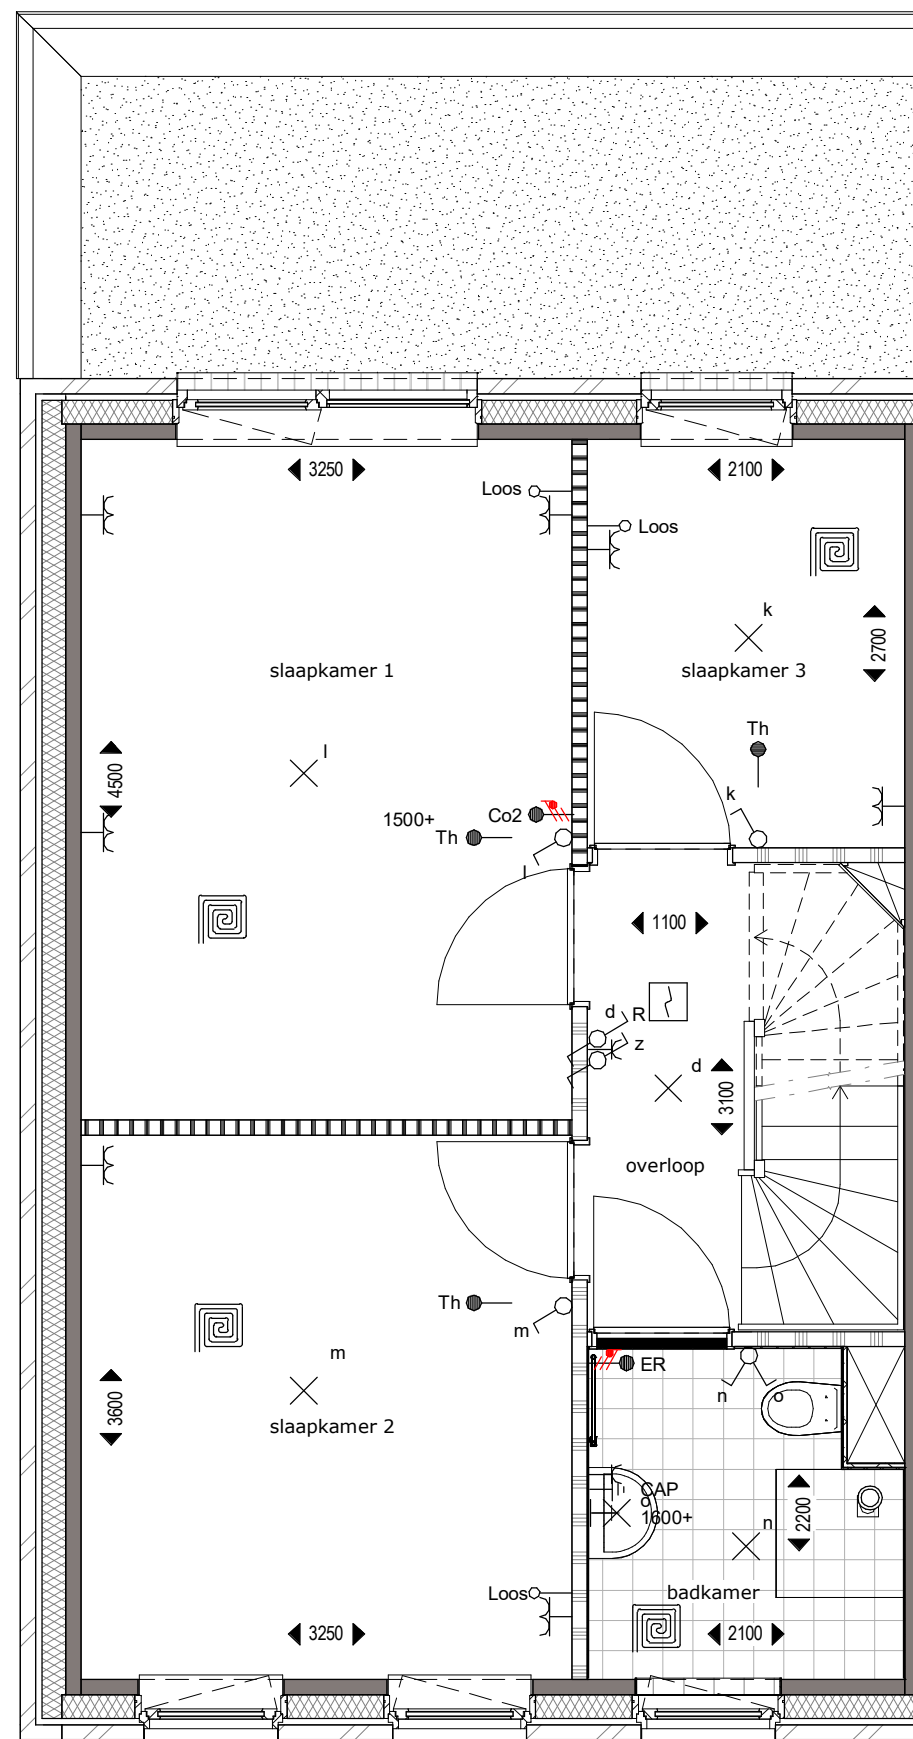 3250
2100
Loos
Loos
k
2700
slaapkamer 1
slaapkamer 3
Th
l
4500
k
1500+
Co2
Th
l
1100
d
R
z
d
3100
overloop
Th
m
m
ER
n
o
3600
slaapkamer 2
CAP
o
1600+
n
2200
Loos
badkamer
3250
2100